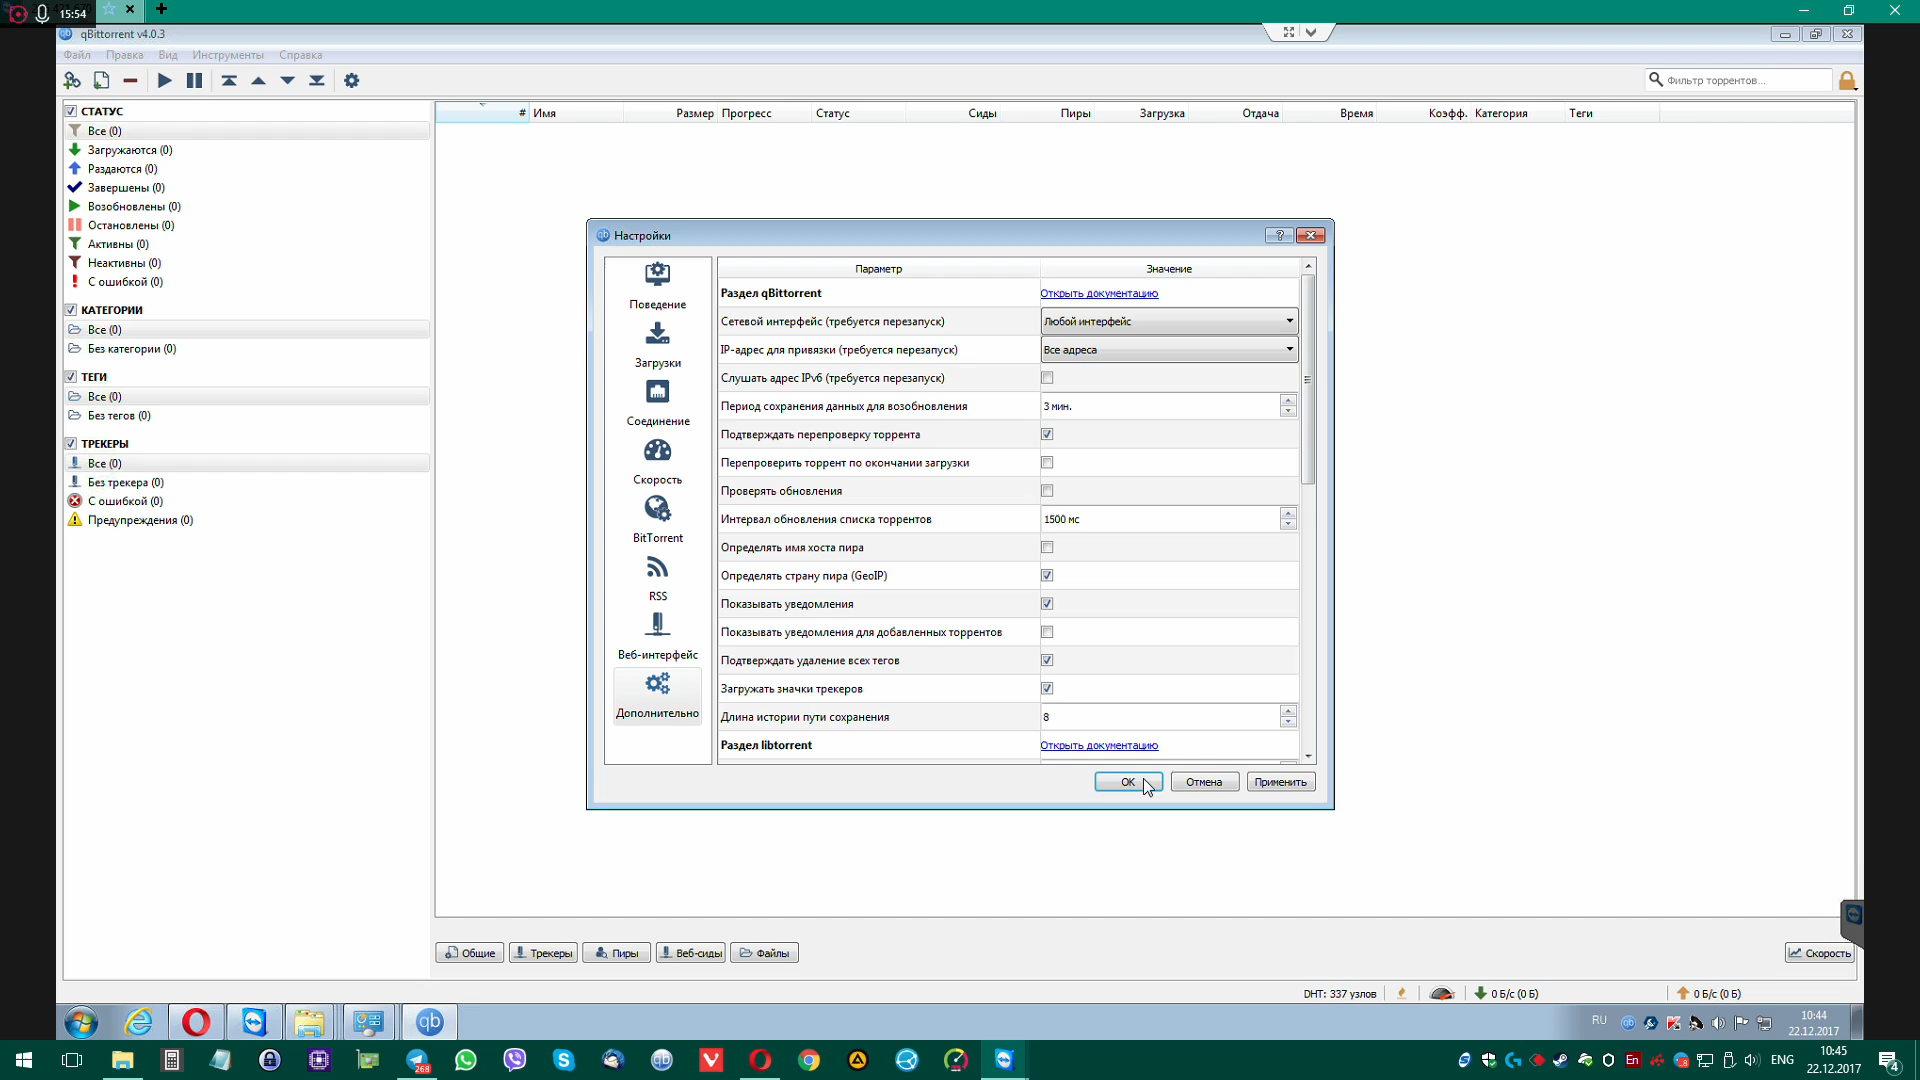 15:54
qBittorrent v4.0.3
Файл Правка Вид Инструменты Справка
Фильтр торрентов...
СТАТУС
Все (0)
Загружаются (0)
Раздаются (0)
Завершены (0)
Возобновлены (0)
Остановлены (0)
Активны (0)
Неактивны (0)
С ошибкой (0)
КАТЕГОРИИ
Все (0)
Без категории (0)
ТЕГИ
Все (0)
Без тегов (0)
ТРЕКЕРЫ
Все (0)
Без трекера (0)
С ошибкой (0)
Предупреждения (0)
# Имя Размер Прогресс Статус Сиды Пиры Загрузка Отдача Время Коэфф. Категория Теги
Настройки
Поведение
Загрузки
Соединение
Скорость
BitTorrent
RSS
Веб-интерфейс
Дополнительно
Параметр Значение
Раздел qBittorrent Открыть документацию
Сетевой интерфейс (требуется перезапуск) Любой интерфейс
IP-адрес для привязки (требуется перезапуск) Все адреса
Слушать адрес IPv6 (требуется перезапуск)
Период сохранения данных для возобновления 3 мин.
Подтверждать перепроверку торрента
Перепроверить торрент по окончании загрузки
Проверять обновления
Интервал обновления списка торрентов 1500 мс
Определять имя хоста пира
Определять страну пира (GeoIP)
Показывать уведомления
Показывать уведомления для добавленных торрентов
Подтверждать удаление всех тегов
Загружать значки трекеров
Длина истории пути сохранения 8
Раздел libtorrent Открыть документацию
OK Отмена Применить
Общие Трекеры Пиры Веб-сиды Файлы Скорость
DHT: 337 узлов 0 Б/с (0 Б) 0 Б/с (0 Б)
RU 10:44
22.12.2017
268
ENG 10:45
22.12.2017
4